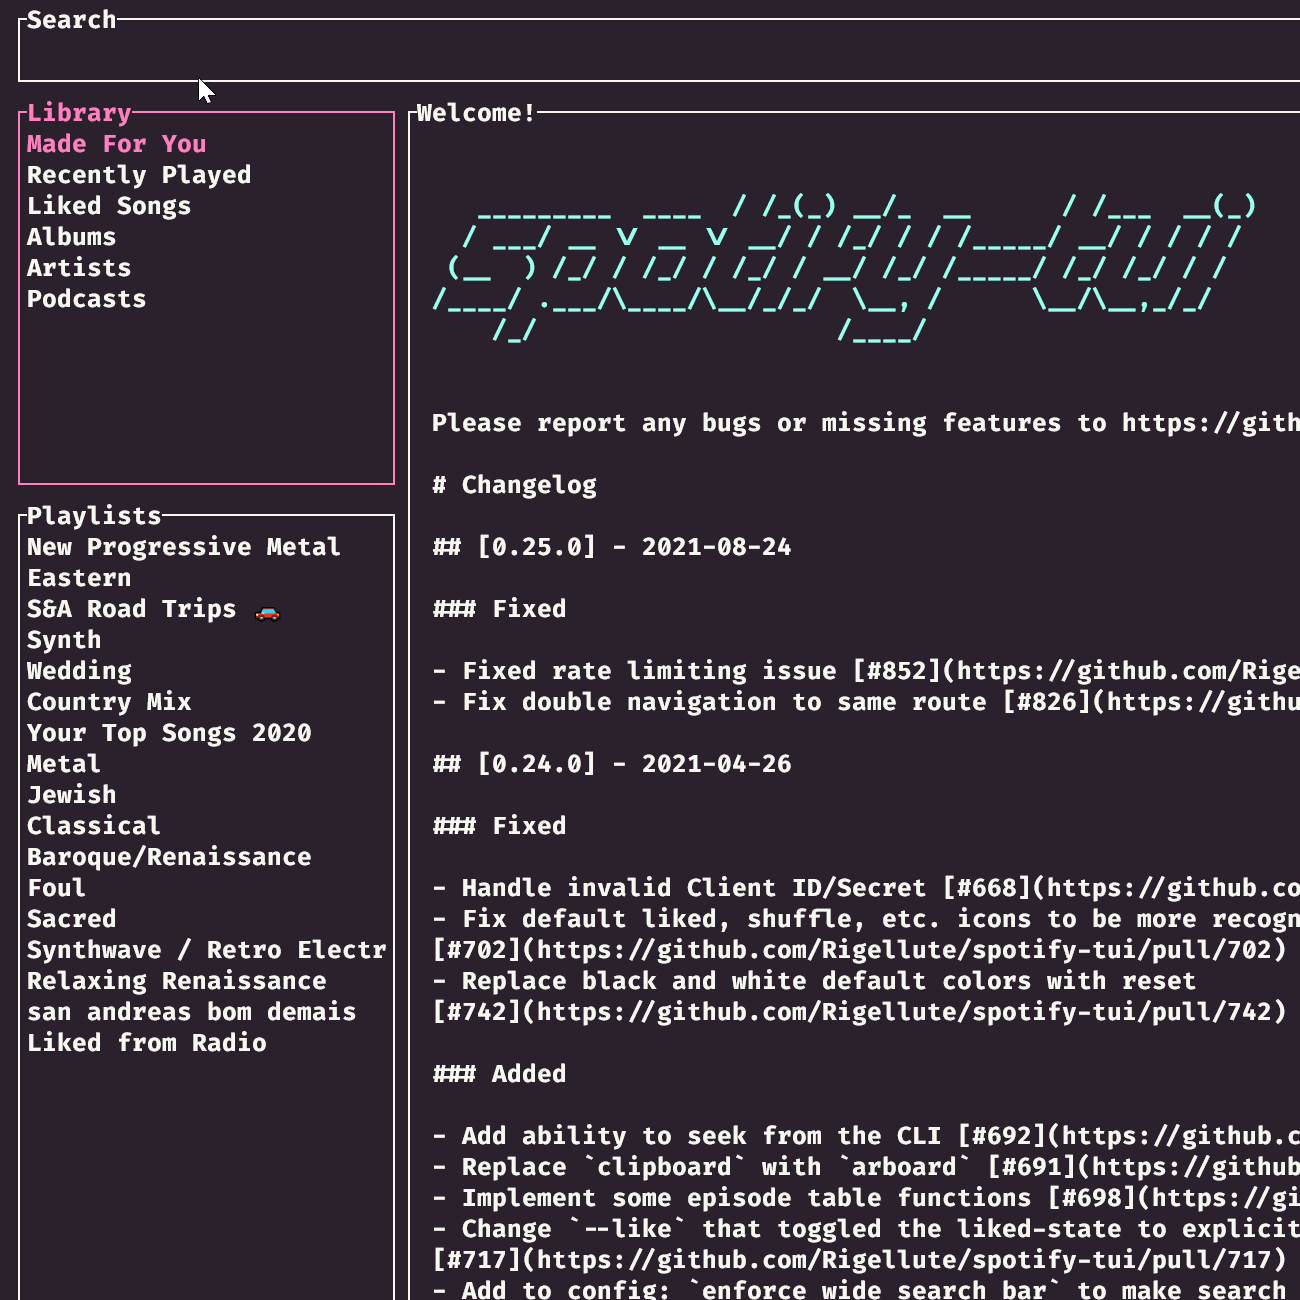 Search
Library
Made For You
Recently Played
Liked Songs
Albums
Artists
Podcasts
Playlists
New Progressive Metal
Eastern
S&A Road Trips 🚗
Synth
Wedding
Country Mix
Your Top Songs 2020
Metal
Jewish
Classical
Baroque/Renaissance
Foul
Sacred
Synthwave / Retro Electr
Relaxing Renaissance
san andreas bom demais
Liked from Radio
Welcome!
spotify-tui
Please report any bugs or missing features to https://gith
# Changelog
## [0.25.0] - 2021-08-24
### Fixed
- Fixed rate limiting issue [#852](https://github.com/Rige
- Fix double navigation to same route [#826](https://githu
## [0.24.0] - 2021-04-26
### Fixed
- Handle invalid Client ID/Secret [#668](https://github.co
- Fix default liked, shuffle, etc. icons to be more recogn
[#702](https://github.com/Rigellute/spotify-tui/pull/702)
- Replace black and white default colors with reset
[#742](https://github.com/Rigellute/spotify-tui/pull/742)
### Added
- Add ability to seek from the CLI [#692](https://github.c
- Replace `clipboard` with `arboard` [#691](https://github
- Implement some episode table functions [#698](https://gi
- Change `--like` that toggled the liked-state to explicit
[#717](https://github.com/Rigellute/spotify-tui/pull/717)
- Add to config: `enforce_wide_search_bar` to make search